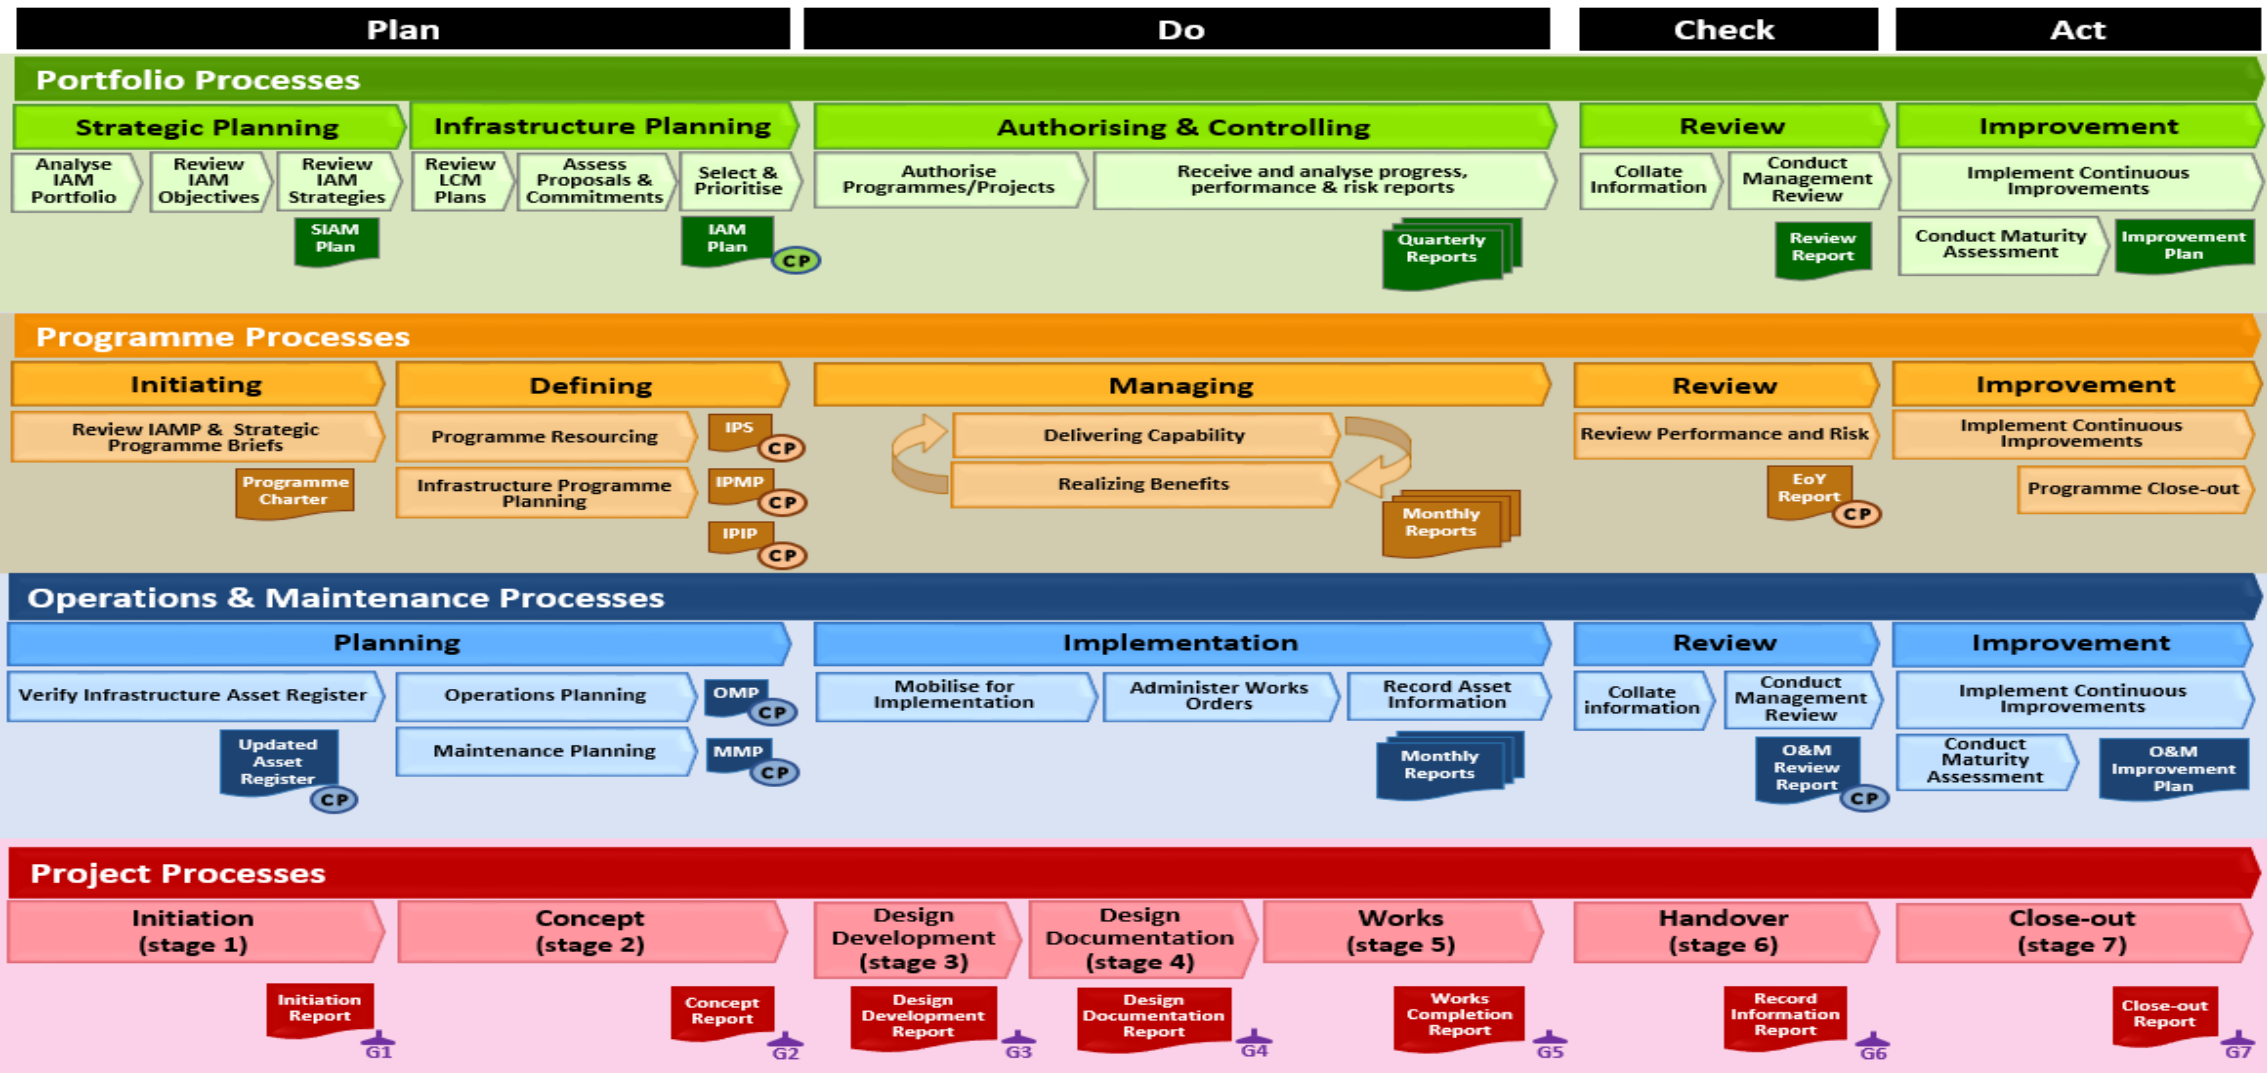 Plan
Do
Check
Act
Portfolio Processes
Strategic Planning
Infrastructure Planning
Authorising & Controlling
Review
Improvement
Analyse
IAM
Portfolio
Review
IAM
Objectives
Review
IAM
Strategies
Review
LCM
Plans
Assess
Proposals &
Commitments
Select &
Prioritise
Authorise
Programmes/Projects
Receive and analyse progress,
performance & risk reports
Collate
Information
Conduct
Management
Review
Implement Continuous
Improvements
SIAM
Plan
IAM
Plan
CP
Quarterly
Reports
Review
Report
Conduct Maturity
Assessment
Improvement
Plan
Programme Processes
Initiating
Defining
Managing
Review
Improvement
Review IAMP & Strategic
Programme Briefs
Programme
Charter
Programme Resourcing
Infrastructure Programme
Planning
IPS
CP
IPMP
CP
IPIP
CP
Delivering Capability
Realizing Benefits
Monthly
Reports
Review Performance and Risk
EoY
Report
CP
Implement Continuous
Improvements
Programme Close-out
Operations & Maintenance Processes
Planning
Implementation
Review
Improvement
Verify Infrastructure Asset Register
Updated
Asset
Register
CP
Operations Planning
Maintenance Planning
OMP
CP
MMP
CP
Mobilise for
Implementation
Administer Works
Orders
Record Asset
Information
Monthly
Reports
Collate
information
Conduct
Management
Review
O&M
Review
Report
CP
Implement Continuous
Improvements
Conduct
Maturity
Assessment
O&M
Improvement
Plan
Project Processes
Initiation
(stage 1)
Concept
(stage 2)
Design
Development
(stage 3)
Design
Documentation
(stage 4)
Works
(stage 5)
Handover
(stage 6)
Close-out
(stage 7)
Initiation
Report
G1
Concept
Report
G2
Design
Development
Report
G3
Design
Documentation
Report
G4
Works
Completion
Report
G5
Record
Information
Report
G6
Close-out
Report
G7